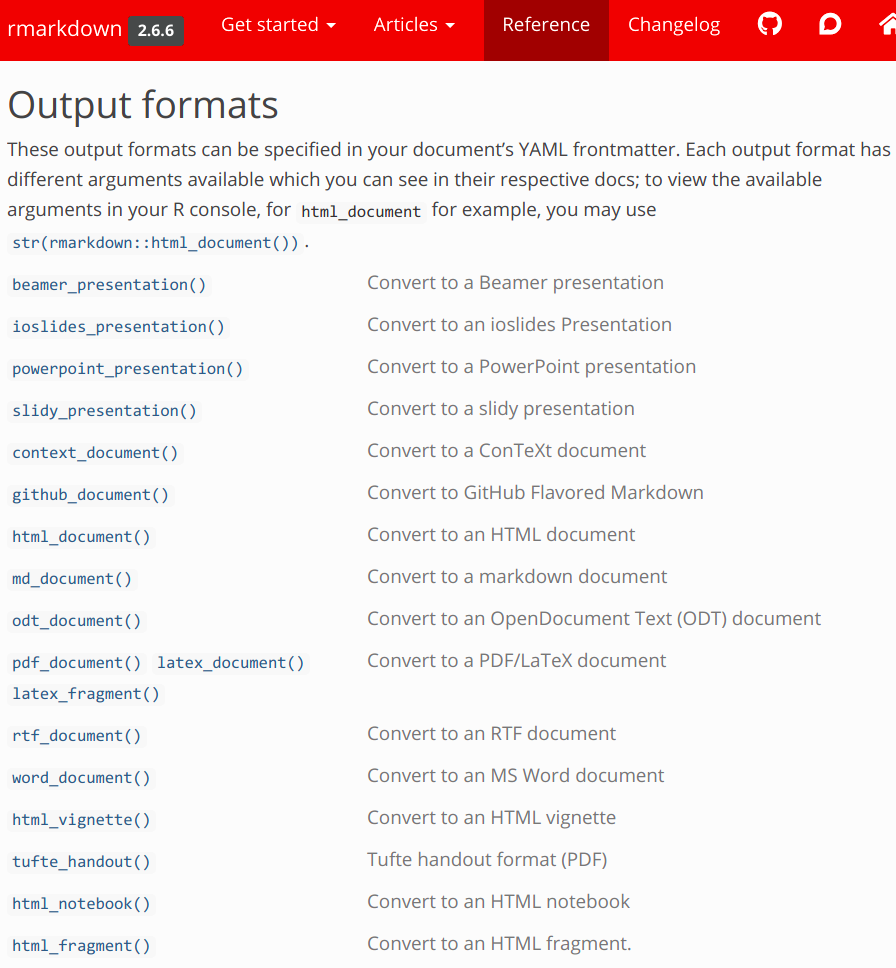 rmarkdown 2.6.6 Get started Articles Reference Changelog
Output formats
These output formats can be specified in your document’s YAML frontmatter. Each output format has
different arguments available which you can see in their respective docs; to view the available
arguments in your R console, for html_document for example, you may use
str(rmarkdown::html_document()).
beamer_presentation() Convert to a Beamer presentation
ioslides_presentation() Convert to an ioslides Presentation
powerpoint_presentation() Convert to a PowerPoint presentation
slidy_presentation() Convert to a slidy presentation
context_document() Convert to a ConTeXt document
github_document() Convert to GitHub Flavored Markdown
html_document() Convert to an HTML document
md_document() Convert to a markdown document
odt_document() Convert to an OpenDocument Text (ODT) document
pdf_document() latex_document() Convert to a PDF/LaTeX document
latex_fragment()
rtf_document() Convert to an RTF document
word_document() Convert to an MS Word document
html_vignette() Convert to an HTML vignette
tufte_handout() Tufte handout format (PDF)
html_notebook() Convert to an HTML notebook
html_fragment() Convert to an HTML fragment.